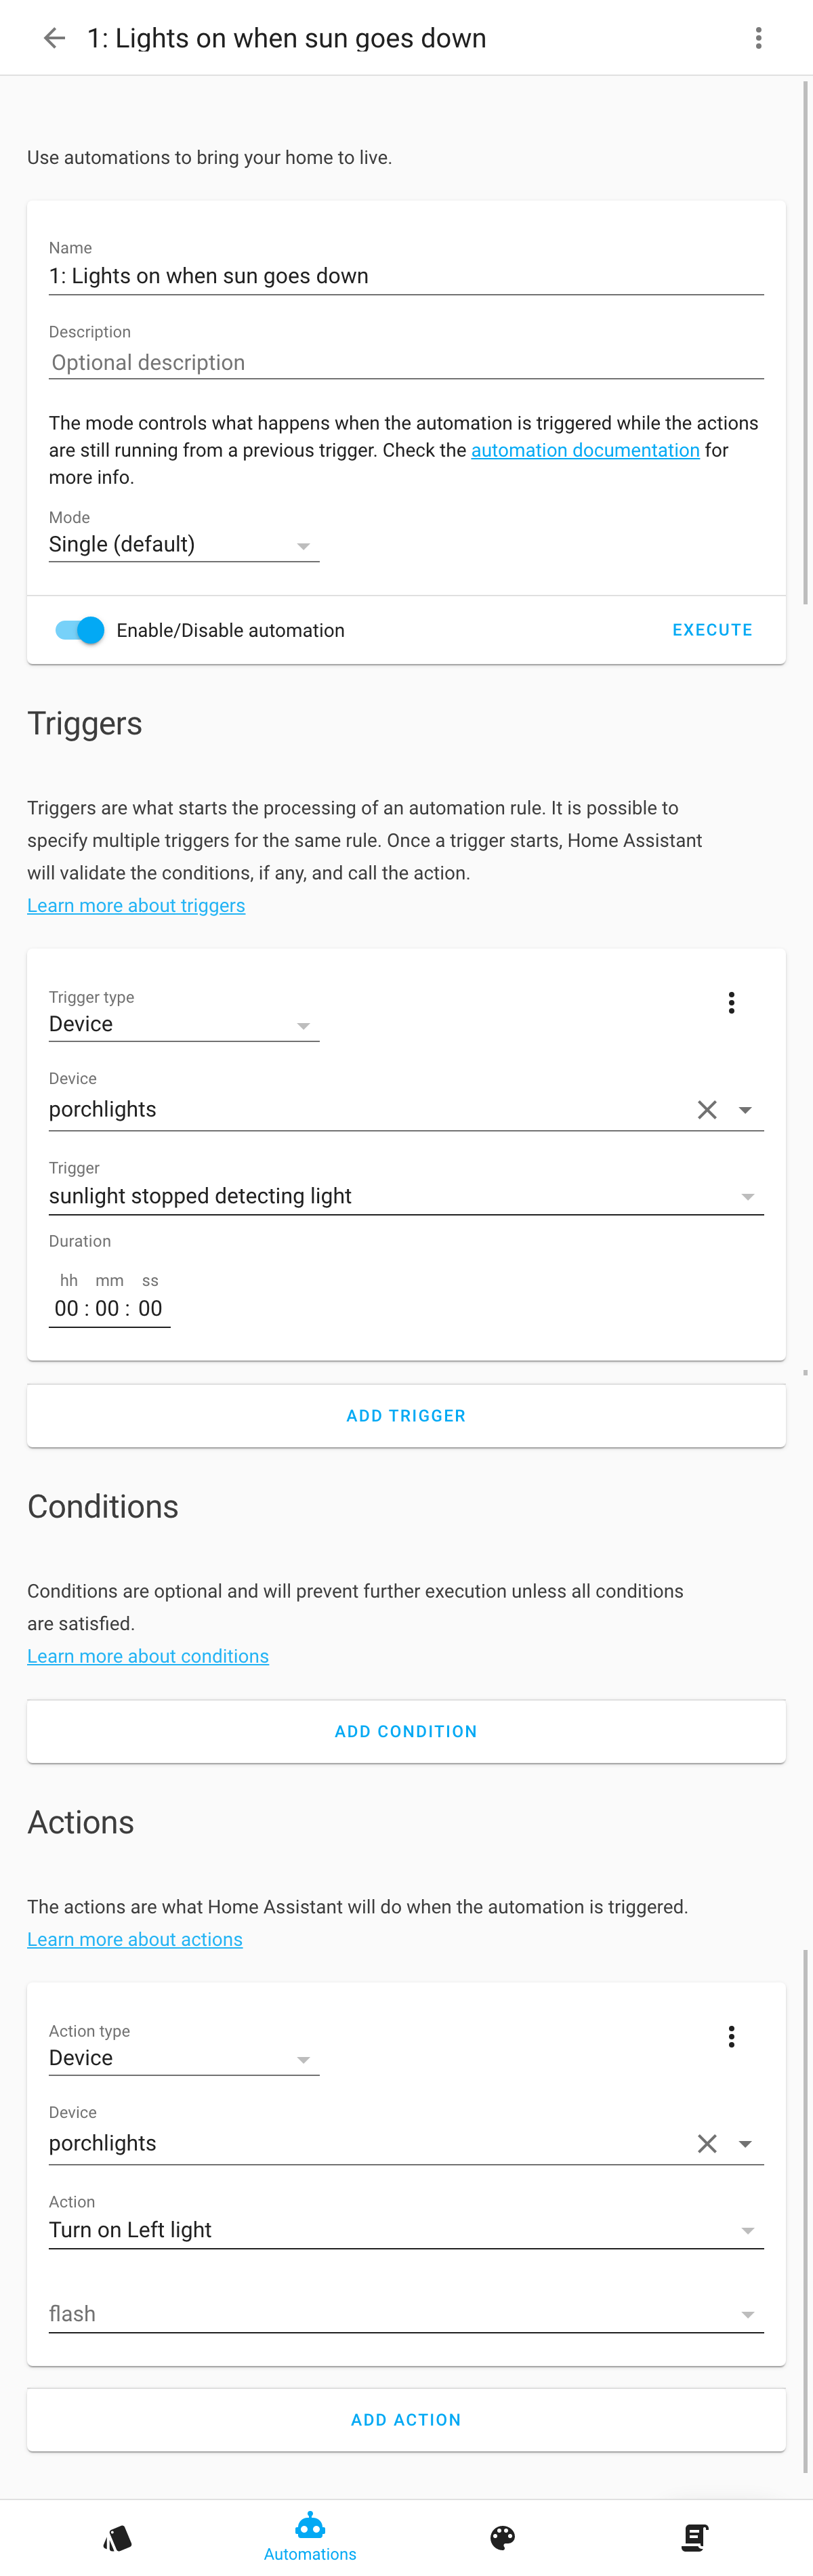 1: Lights on when sun goes down
Use automations to bring your home to live.
Name
1: Lights on when sun goes down
Description
Optional description
The mode controls what happens when the automation is triggered while the actions
are still running from a previous trigger. Check the automation documentation for
more info.
Mode
Single (default)
Enable/Disable automation
EXECUTE
Triggers
Triggers are what starts the processing of an automation rule. It is possible to
specify multiple triggers for the same rule. Once a trigger starts, Home Assistant
will validate the conditions, if any, and call the action.
Learn more about triggers
Trigger type
Device
Device
porchlights
Trigger
sunlight stopped detecting light
Duration
hh mm ss
00 : 00 : 00
ADD TRIGGER
Conditions
Conditions are optional and will prevent further execution unless all conditions
are satisfied.
Learn more about conditions
ADD CONDITION
Actions
The actions are what Home Assistant will do when the automation is triggered.
Learn more about actions
Action type
Device
Device
porchlights
Action
Turn on Left light
flash
ADD ACTION
Automations